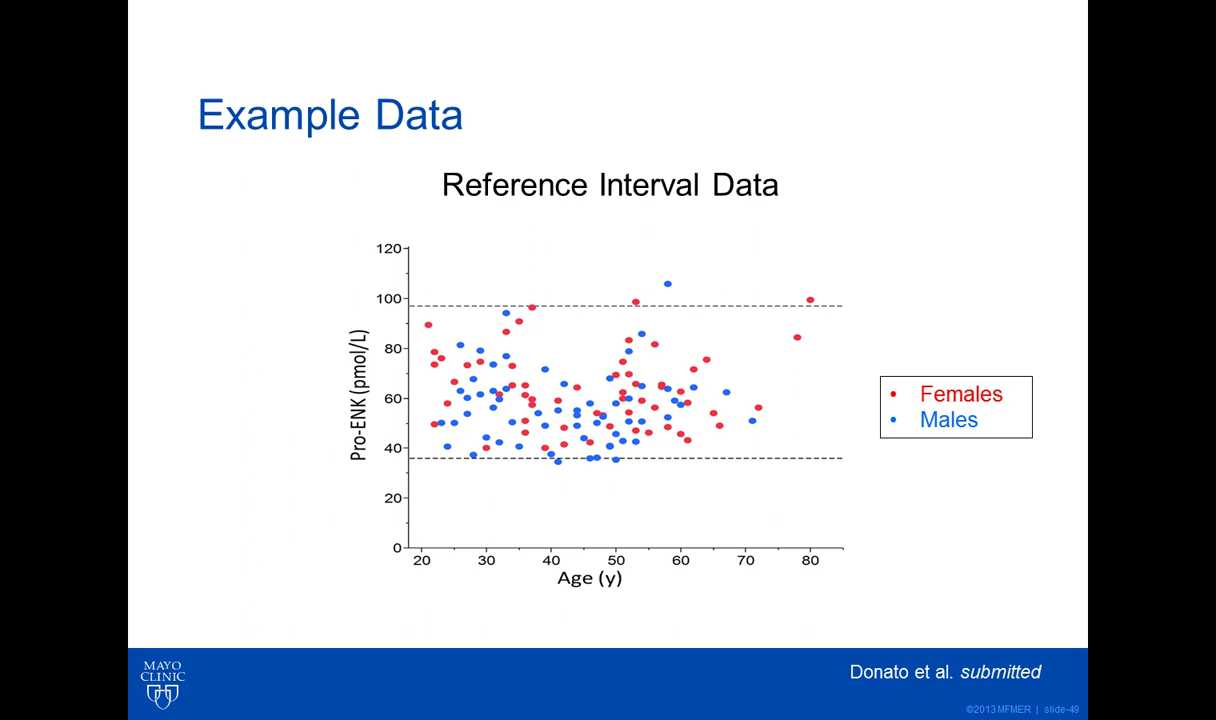 Example Data
Reference Interval Data
120
100
80
60
40
20
0
Pro-ENK (pmol/L)
20 30 40 50 60 70 80
Age (y)
• Females
• Males
MAYO
CLINIC
Donato et al. submitted
©2013 MFMER | slide-49